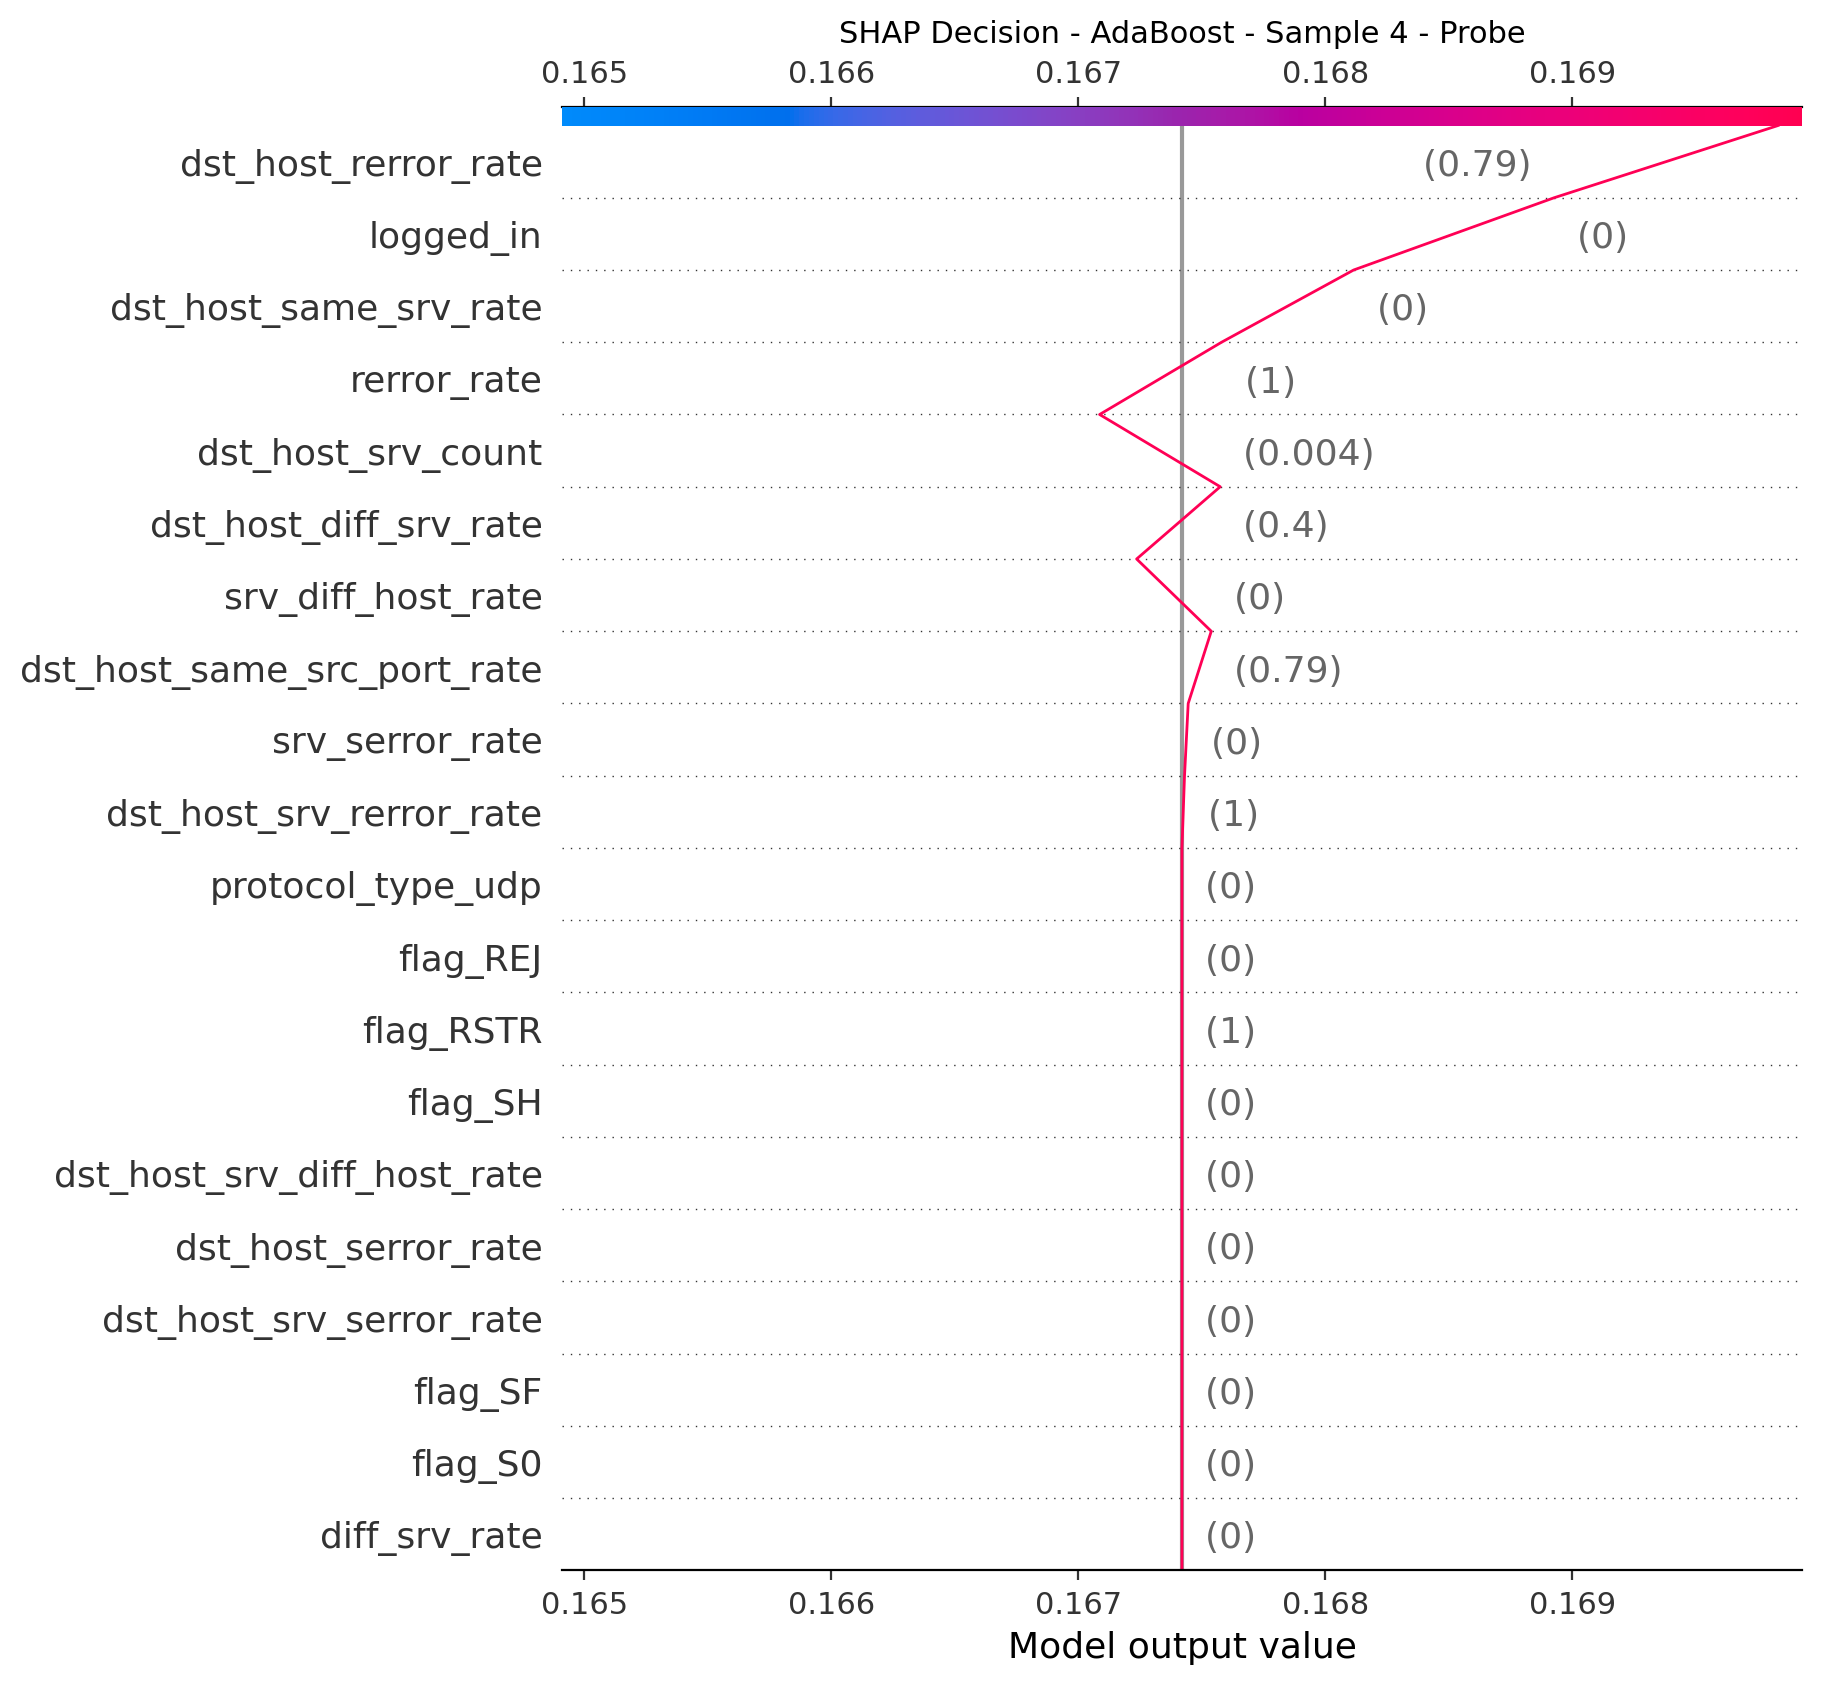 SHAP Decision - AdaBoost - Sample 4 - Probe
0.165 0.166 0.167 0.168 0.169
dst_host_rerror_rate (0.79)
logged_in (0)
dst_host_same_srv_rate (0)
rerror_rate (1)
dst_host_srv_count (0.004)
dst_host_diff_srv_rate (0.4)
srv_diff_host_rate (0)
dst_host_same_src_port_rate (0.79)
srv_serror_rate (0)
dst_host_srv_rerror_rate (1)
protocol_type_udp (0)
flag_REJ (0)
flag_RSTR (1)
flag_SH (0)
dst_host_srv_diff_host_rate (0)
dst_host_serror_rate (0)
dst_host_srv_serror_rate (0)
flag_SF (0)
flag_S0 (0)
diff_srv_rate (0)
0.165 0.166 0.167 0.168 0.169
Model output value